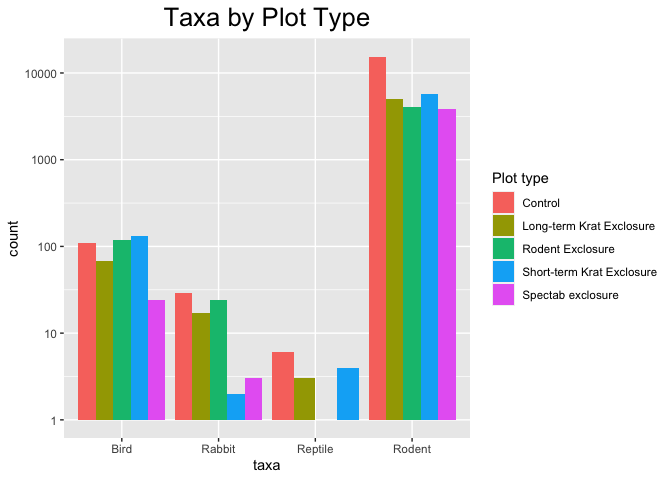 Taxa by Plot Type
count
10000
1000
100
10
1
Bird
Rabbit
Reptile
Rodent
taxa
Plot type
Control
Long-term Krat Exclosure
Rodent Exclosure
Short-term Krat Exclosure
Spectab exclosure